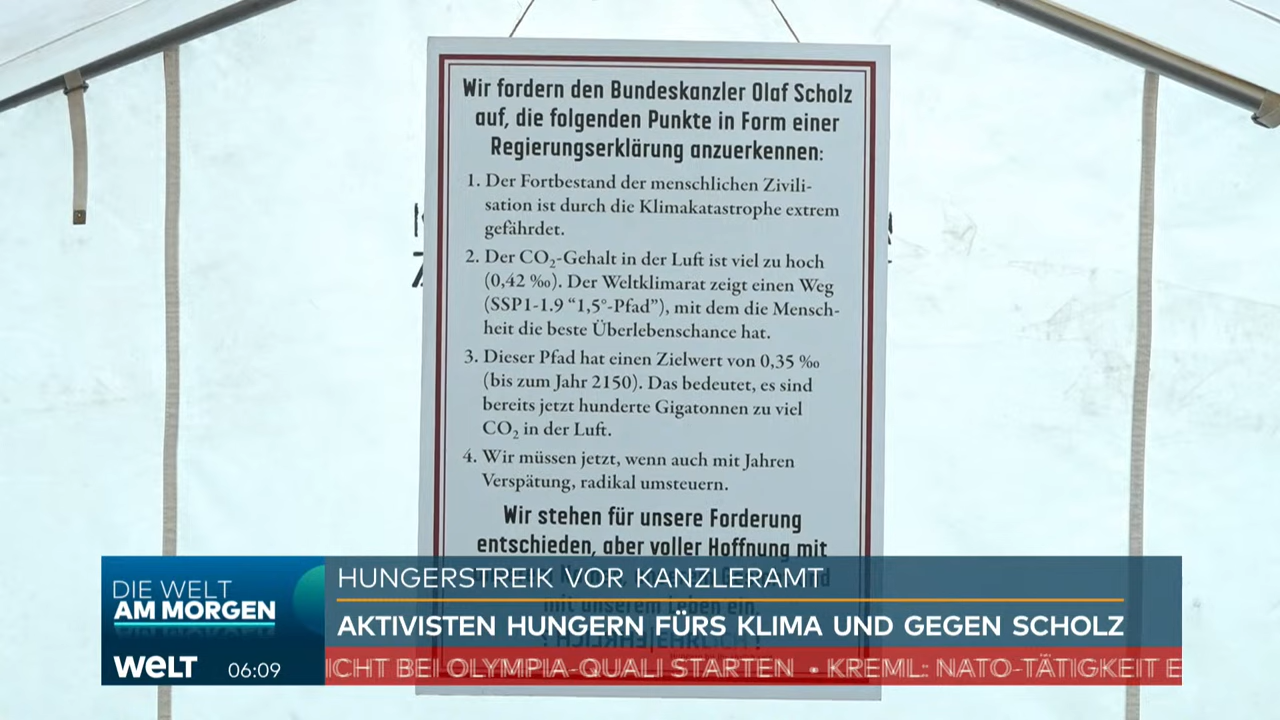 Wir fordern den Bundeskanzler Olaf Scholz
auf, die folgenden Punkte in Form einer
Regierungserklärung anzuerkennen:
1. Der Fortbestand der menschlichen Zivili-
sation ist durch die Klimakatastrophe extrem
gefährdet.
2. Der CO₂-Gehalt in der Luft ist viel zu hoch
(0,42 ‰). Der Weltklimarat zeigt einen Weg
(SSP1-1.9 “1,5°-Pfad”), mit dem die Mensch-
heit die beste Überlebenschance hat.
3. Dieser Pfad hat einen Zielwert von 0,35 ‰
(bis zum Jahr 2150). Das bedeutet, es sind
bereits jetzt hunderte Gigatonnen zu viel
CO₂ in der Luft.
4. Wir müssen jetzt, wenn auch mit Jahren
Verspätung, radikal umsteuern.
Wir stehen für unsere Forderung
entschieden, aber voller Hoffnung mit
mit unserem Leben ein.
DIE WELT
AM MORGEN
HUNGERSTREIK VOR KANZLERAMT
AKTIVISTEN HUNGERN FÜRS KLIMA UND GEGEN SCHOLZ
welt 06:09
ICHT BEI OLYMPIA-QUALI STARTEN • KREML: NATO-TÄTIGKEIT E